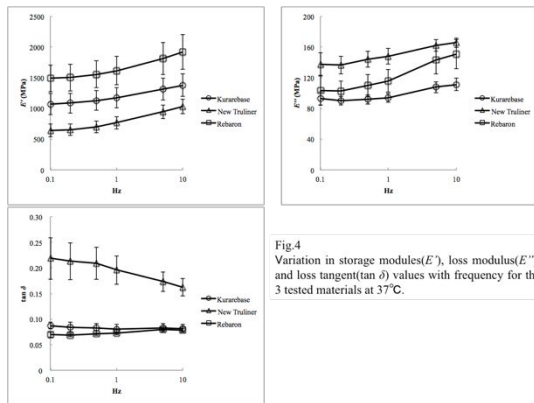 2500
2000
1500
1000
500
0
0.1 1 10
Hz
E' (MPa)
Kurarebase
New Truliner
Rebaron
200
160
120
80
40
0
0.1 1 10
Hz
E'' (MPa)
Kurarebase
New Truliner
Rebaron
0.30
0.25
0.20
0.15
0.10
0.05
0.00
0.1 1 10
Hz
tan δ
Kurarebase
New Truliner
Rebaron
Fig.4
Variation in storage modules(E'), loss modulus(E''
and loss tangent(tan δ) values with frequency for th
3 tested materials at 37℃.